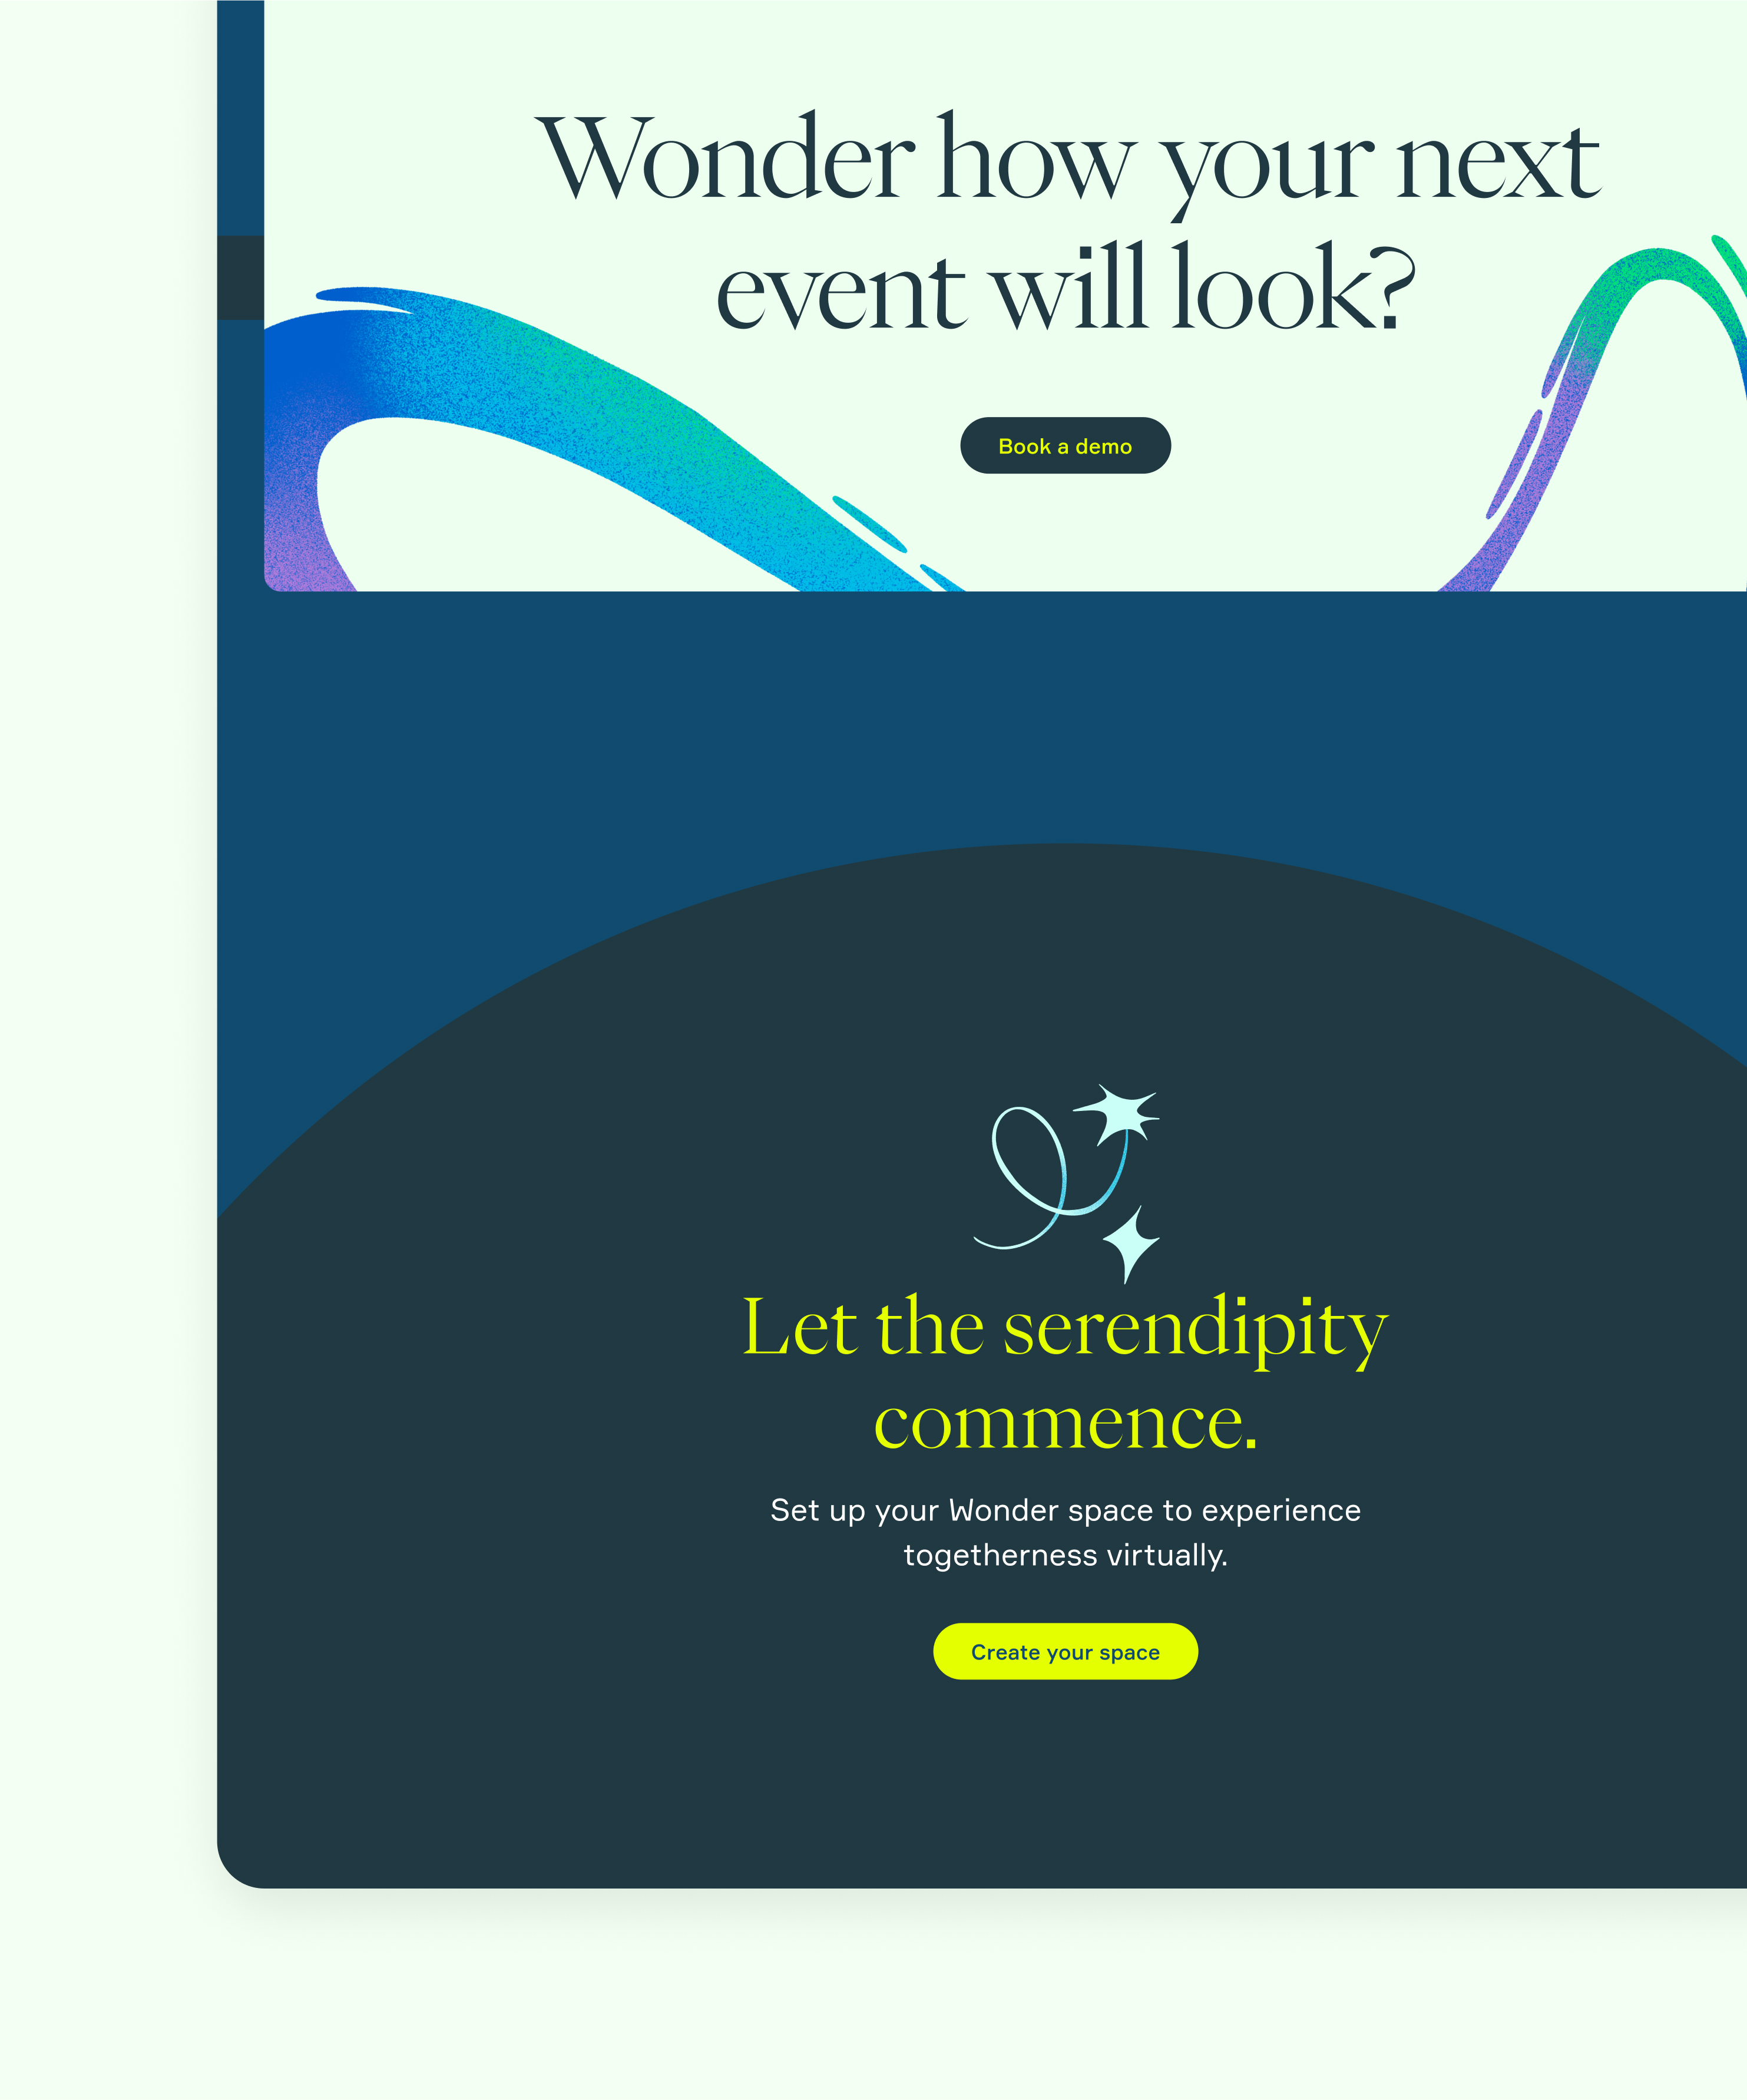 Wonder how your next
event will look?
Book a demo
Let the serendipity
commence.
Set up your Wonder space to experience
togetherness virtually.
Create your space